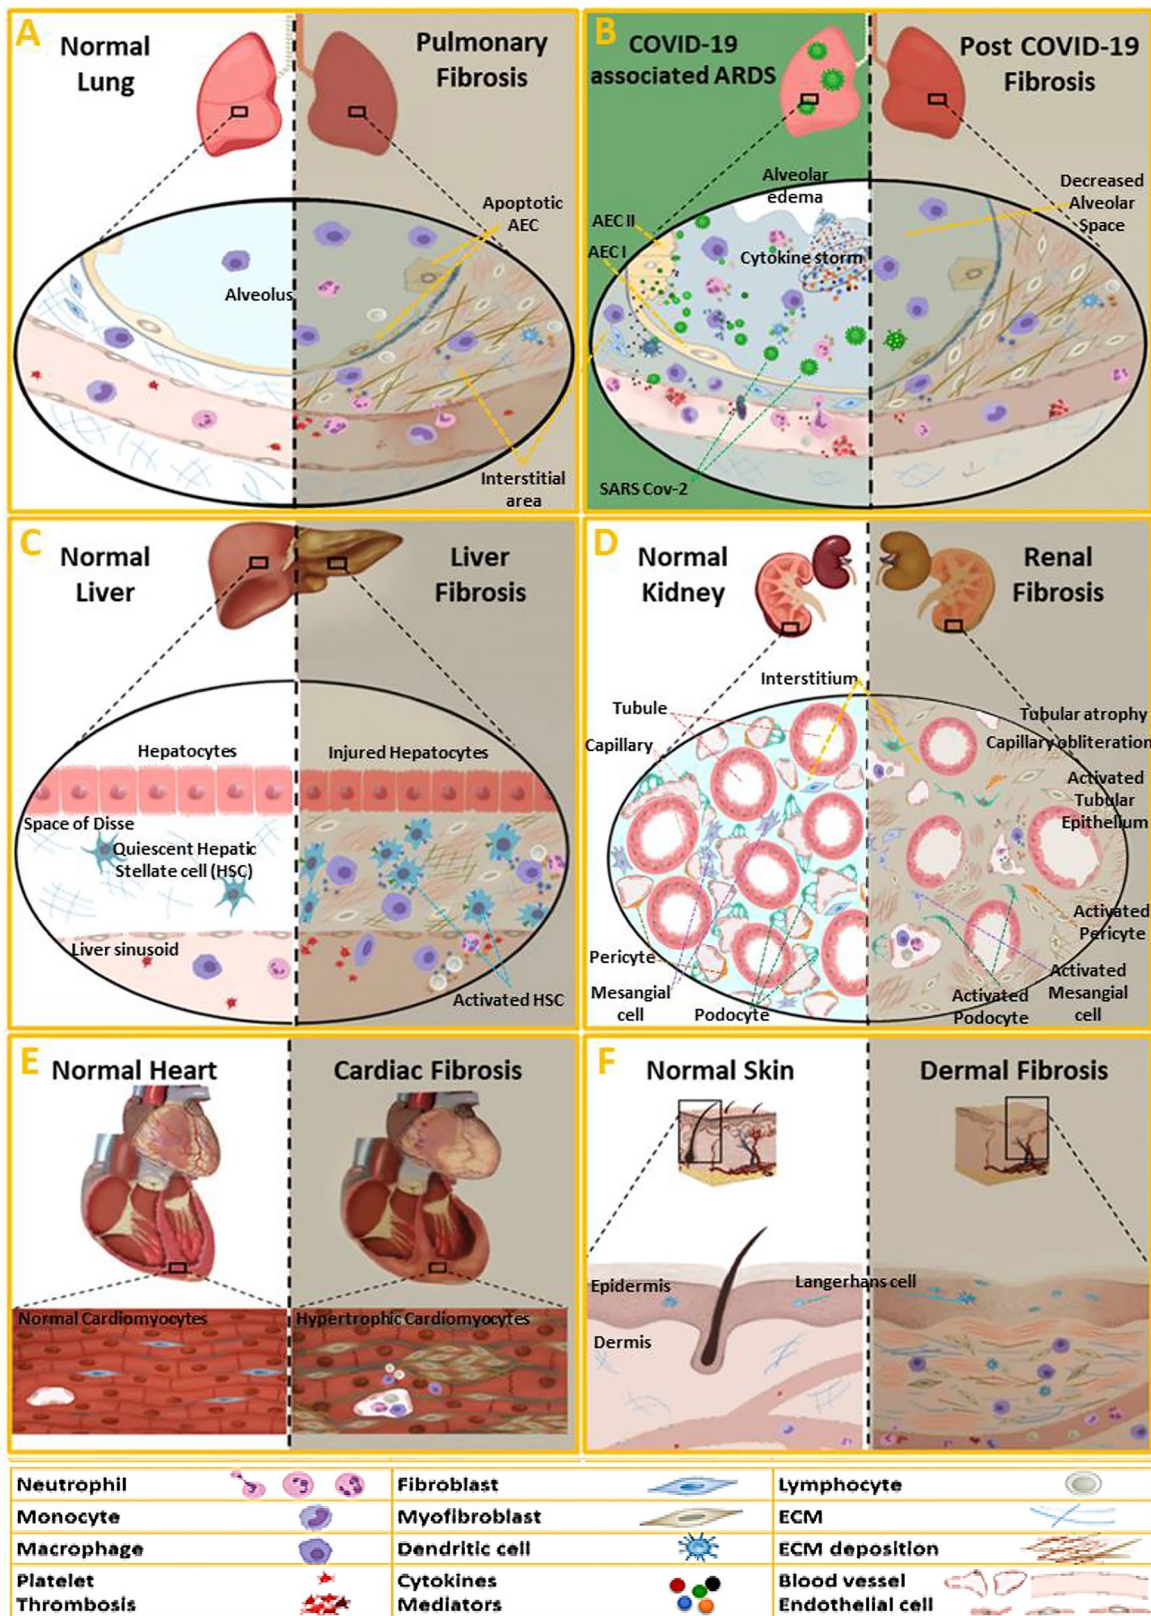 A
Normal
Lung
Pulmonary
Fibrosis
Apoptotic
AEC
Alveolus
Interstitial
area
B
COVID-19
associated ARDS
Post COVID-19
Fibrosis
Alveolar
edema
Decreased
Alveolar
Space
AEC II
AEC I
Cytokine storm
SARS Cov-2
C
Normal
Liver
Liver
Fibrosis
Hepatocytes
Injured Hepatocytes
Space of Disse
Quiescent Hepatic
Stellate cell (HSC)
Liver sinusoid
Activated HSC
D
Normal
Kidney
Renal
Fibrosis
Interstitium
Tubule
Capillary
Tubular atrophy
Capillary obliteration
Activated
Tubular
Epithellum
Pericyte
Mesangial
cell
Podocyte
Activated
Pericyte
Activated
Mesangial
cell
Activated
Podocyte
E
Normal Heart
Cardiac Fibrosis
Normal Cardiomyocytes
Hypertrophic Cardiomyocytes
F
Normal Skin
Dermal Fibrosis
Epidermis
Langerhans cell
Dermis
Neutrophil
Fibroblast
Lymphocyte
Monocyte
Myofibroblast
ECM
Macrophage
Dendritic cell
ECM deposition
Platelet
Thrombosis
Cytokines
Mediators
Blood vessel
Endothelial cell